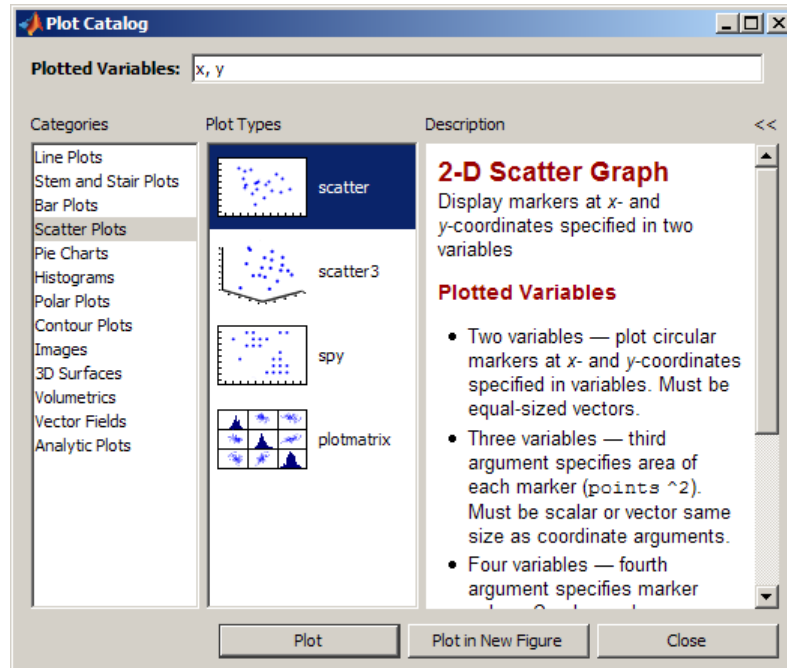 Plot Catalog
Plotted Variables: x, y
Categories
Plot Types
Description
<<
Line Plots
Stem and Stair Plots
Bar Plots
Scatter Plots
Pie Charts
Histograms
Polar Plots
Contour Plots
Images
3D Surfaces
Volumetrics
Vector Fields
Analytic Plots
scatter
scatter3
spy
plotmatrix
2-D Scatter Graph
Display markers at x- and
y-coordinates specified in two
variables
Plotted Variables
• Two variables — plot circular
markers at x- and y-coordinates
specified in variables. Must be
equal-sized vectors.
• Three variables — third
argument specifies area of
each marker (points ^2).
Must be scalar or vector same
size as coordinate arguments.
• Four variables — fourth
argument specifies marker
Plot
Plot in New Figure
Close